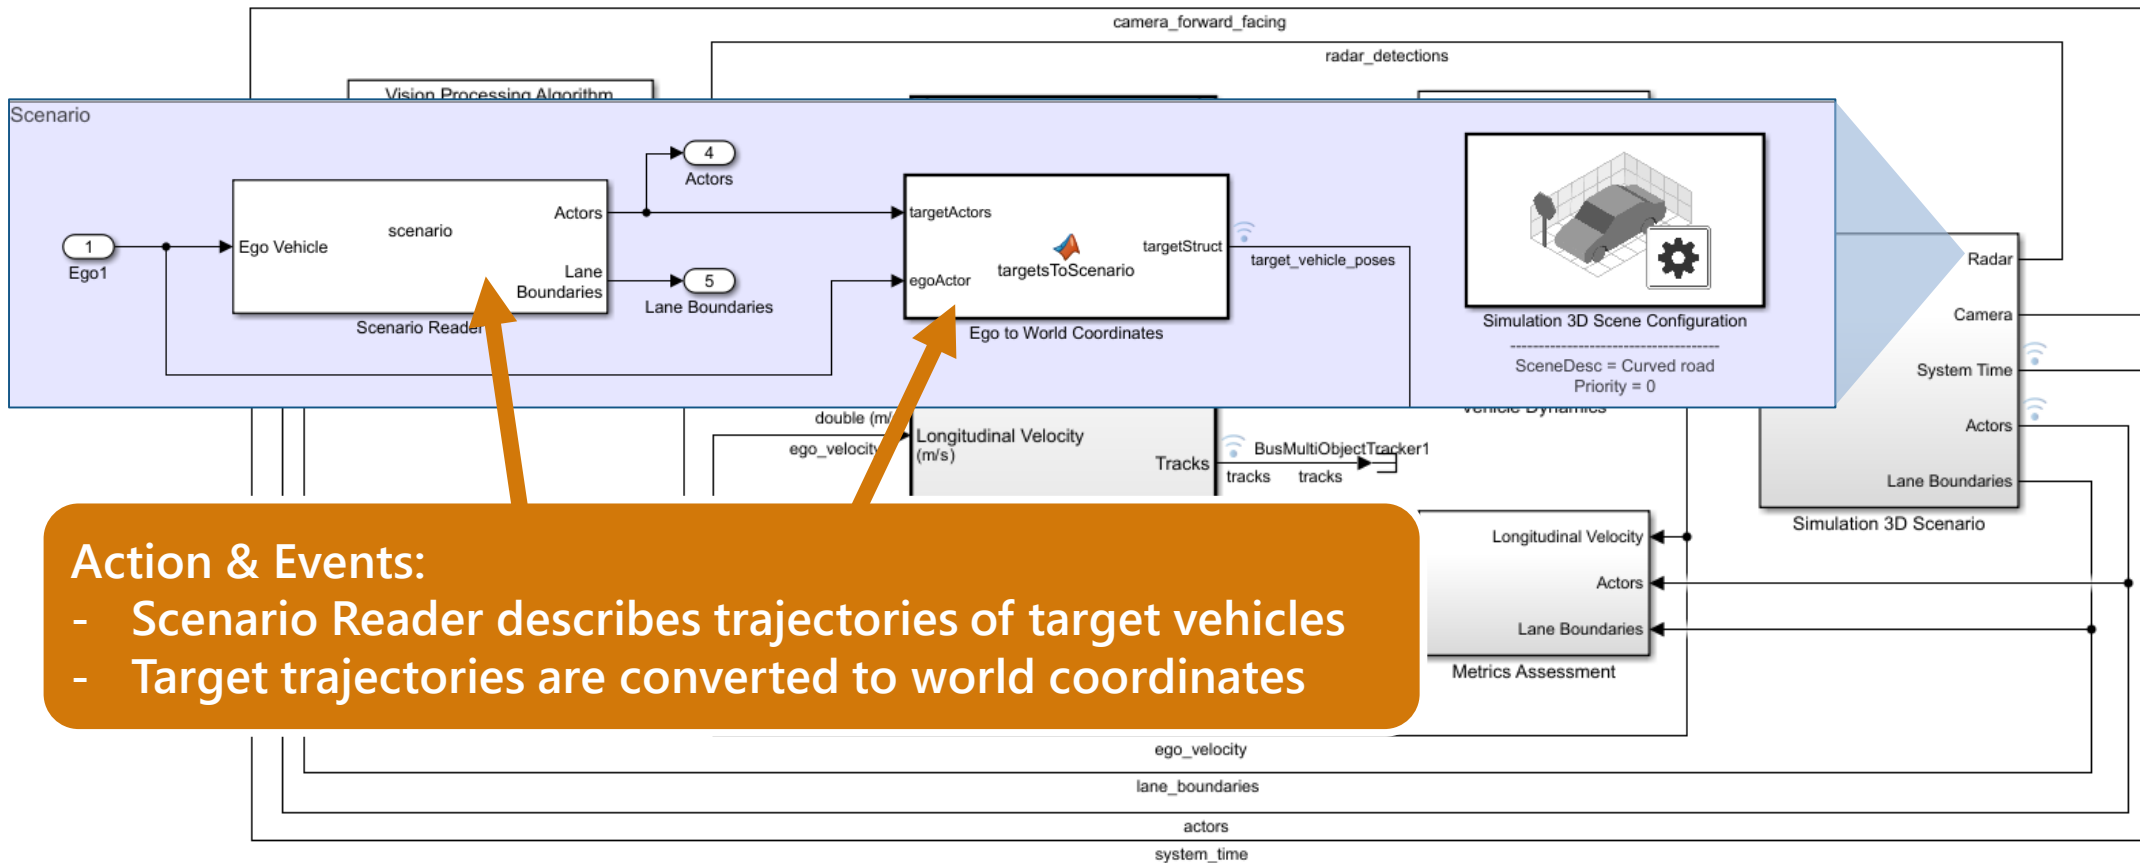 camera_forward_facing
radar_detections
Vision Processing Algorithm
Scenario
4
Actors
scenario
Actors
Ego Vehicle
Lane
Boundaries
1
Ego1
5
Lane Boundaries
Scenario Reader
targetActors
egoActor
targetsToScenario
targetStruct
target_vehicle_poses
Ego to World Coordinates
Simulation 3D Scene Configuration
SceneDesc = Curved road
Priority = 0
Radar
Camera
System Time
Actors
Lane Boundaries
Simulation 3D Scenario
Vehicle Dynamics
double (m/
ego_velocity
Longitudinal Velocity
(m/s)
Tracks
BusMultiObjectTracker1
tracks
tracks
Action & Events:
- Scenario Reader describes trajectories of target vehicles
- Target trajectories are converted to world coordinates
Longitudinal Velocity
Actors
Lane Boundaries
Metrics Assessment
ego_velocity
lane_boundaries
actors
system_time